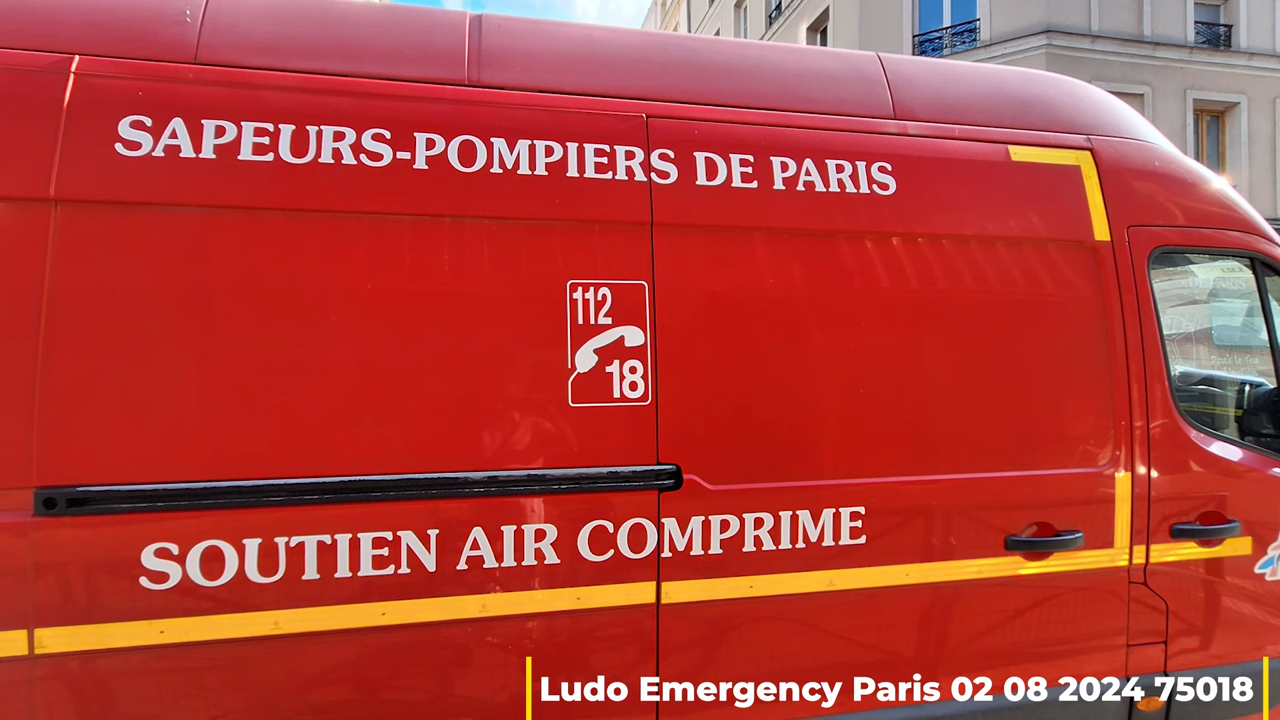 SAPEURS-POMPIERS DE PARIS
112
18
SOUTIEN AIR COMPRIME
Ludo Emergency Paris 02 08 2024 75018